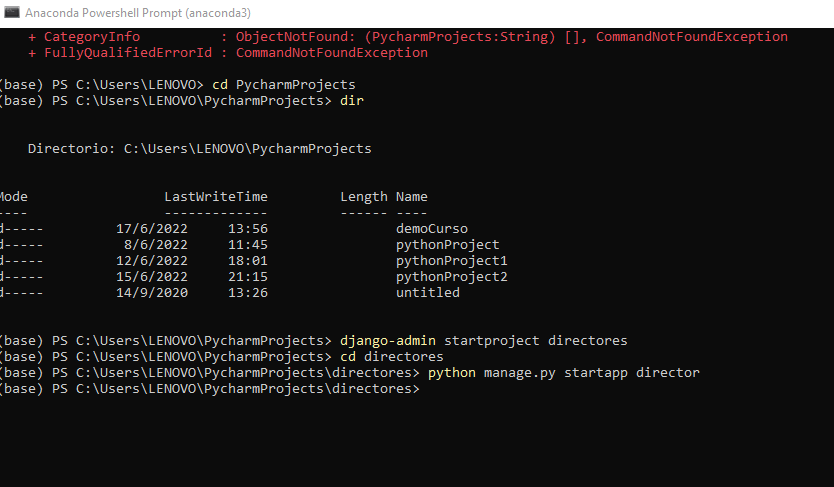 Anaconda Powershell Prompt (anaconda3)
+ CategoryInfo : ObjectNotFound: (PycharmProjects:String) [], CommandNotFoundException
+ FullyQualifiedErrorId : CommandNotFoundException
(base) PS C:\Users\LENOVO> cd PycharmProjects
(base) PS C:\Users\LENOVO\PycharmProjects> dir
Directorio: C:\Users\LENOVO\PycharmProjects
Mode LastWriteTime Length Name
---- ------------- ------ ----
d----- 17/6/2022 13:56 demoCurso
d----- 8/6/2022 11:45 pythonProject
d----- 12/6/2022 18:01 pythonProject1
d----- 15/6/2022 21:15 pythonProject2
d----- 14/9/2020 13:26 untitled
(base) PS C:\Users\LENOVO\PycharmProjects> django-admin startproject directores
(base) PS C:\Users\LENOVO\PycharmProjects> cd directores
(base) PS C:\Users\LENOVO\PycharmProjects\directores> python manage.py startapp director
(base) PS C:\Users\LENOVO\PycharmProjects\directores>